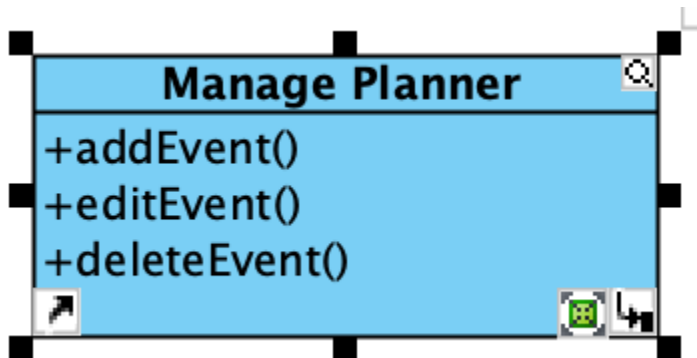 Manage Planner
+addEvent()
+editEvent()
+deleteEvent()